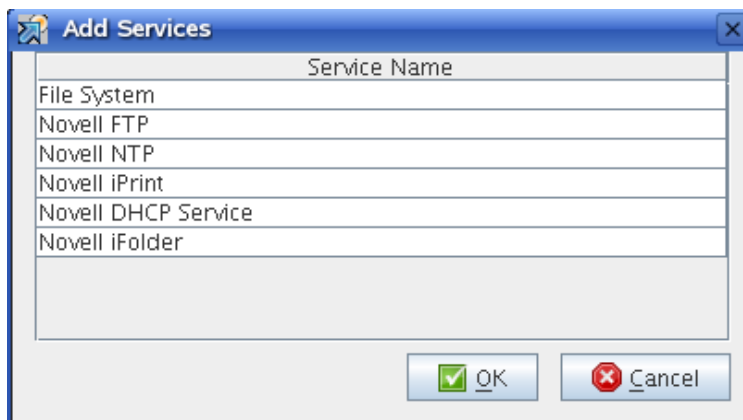 Add Services
Service Name
File System
Novell FTP
Novell NTP
Novell iPrint
Novell DHCP Service
Novell iFolder
OK
Cancel